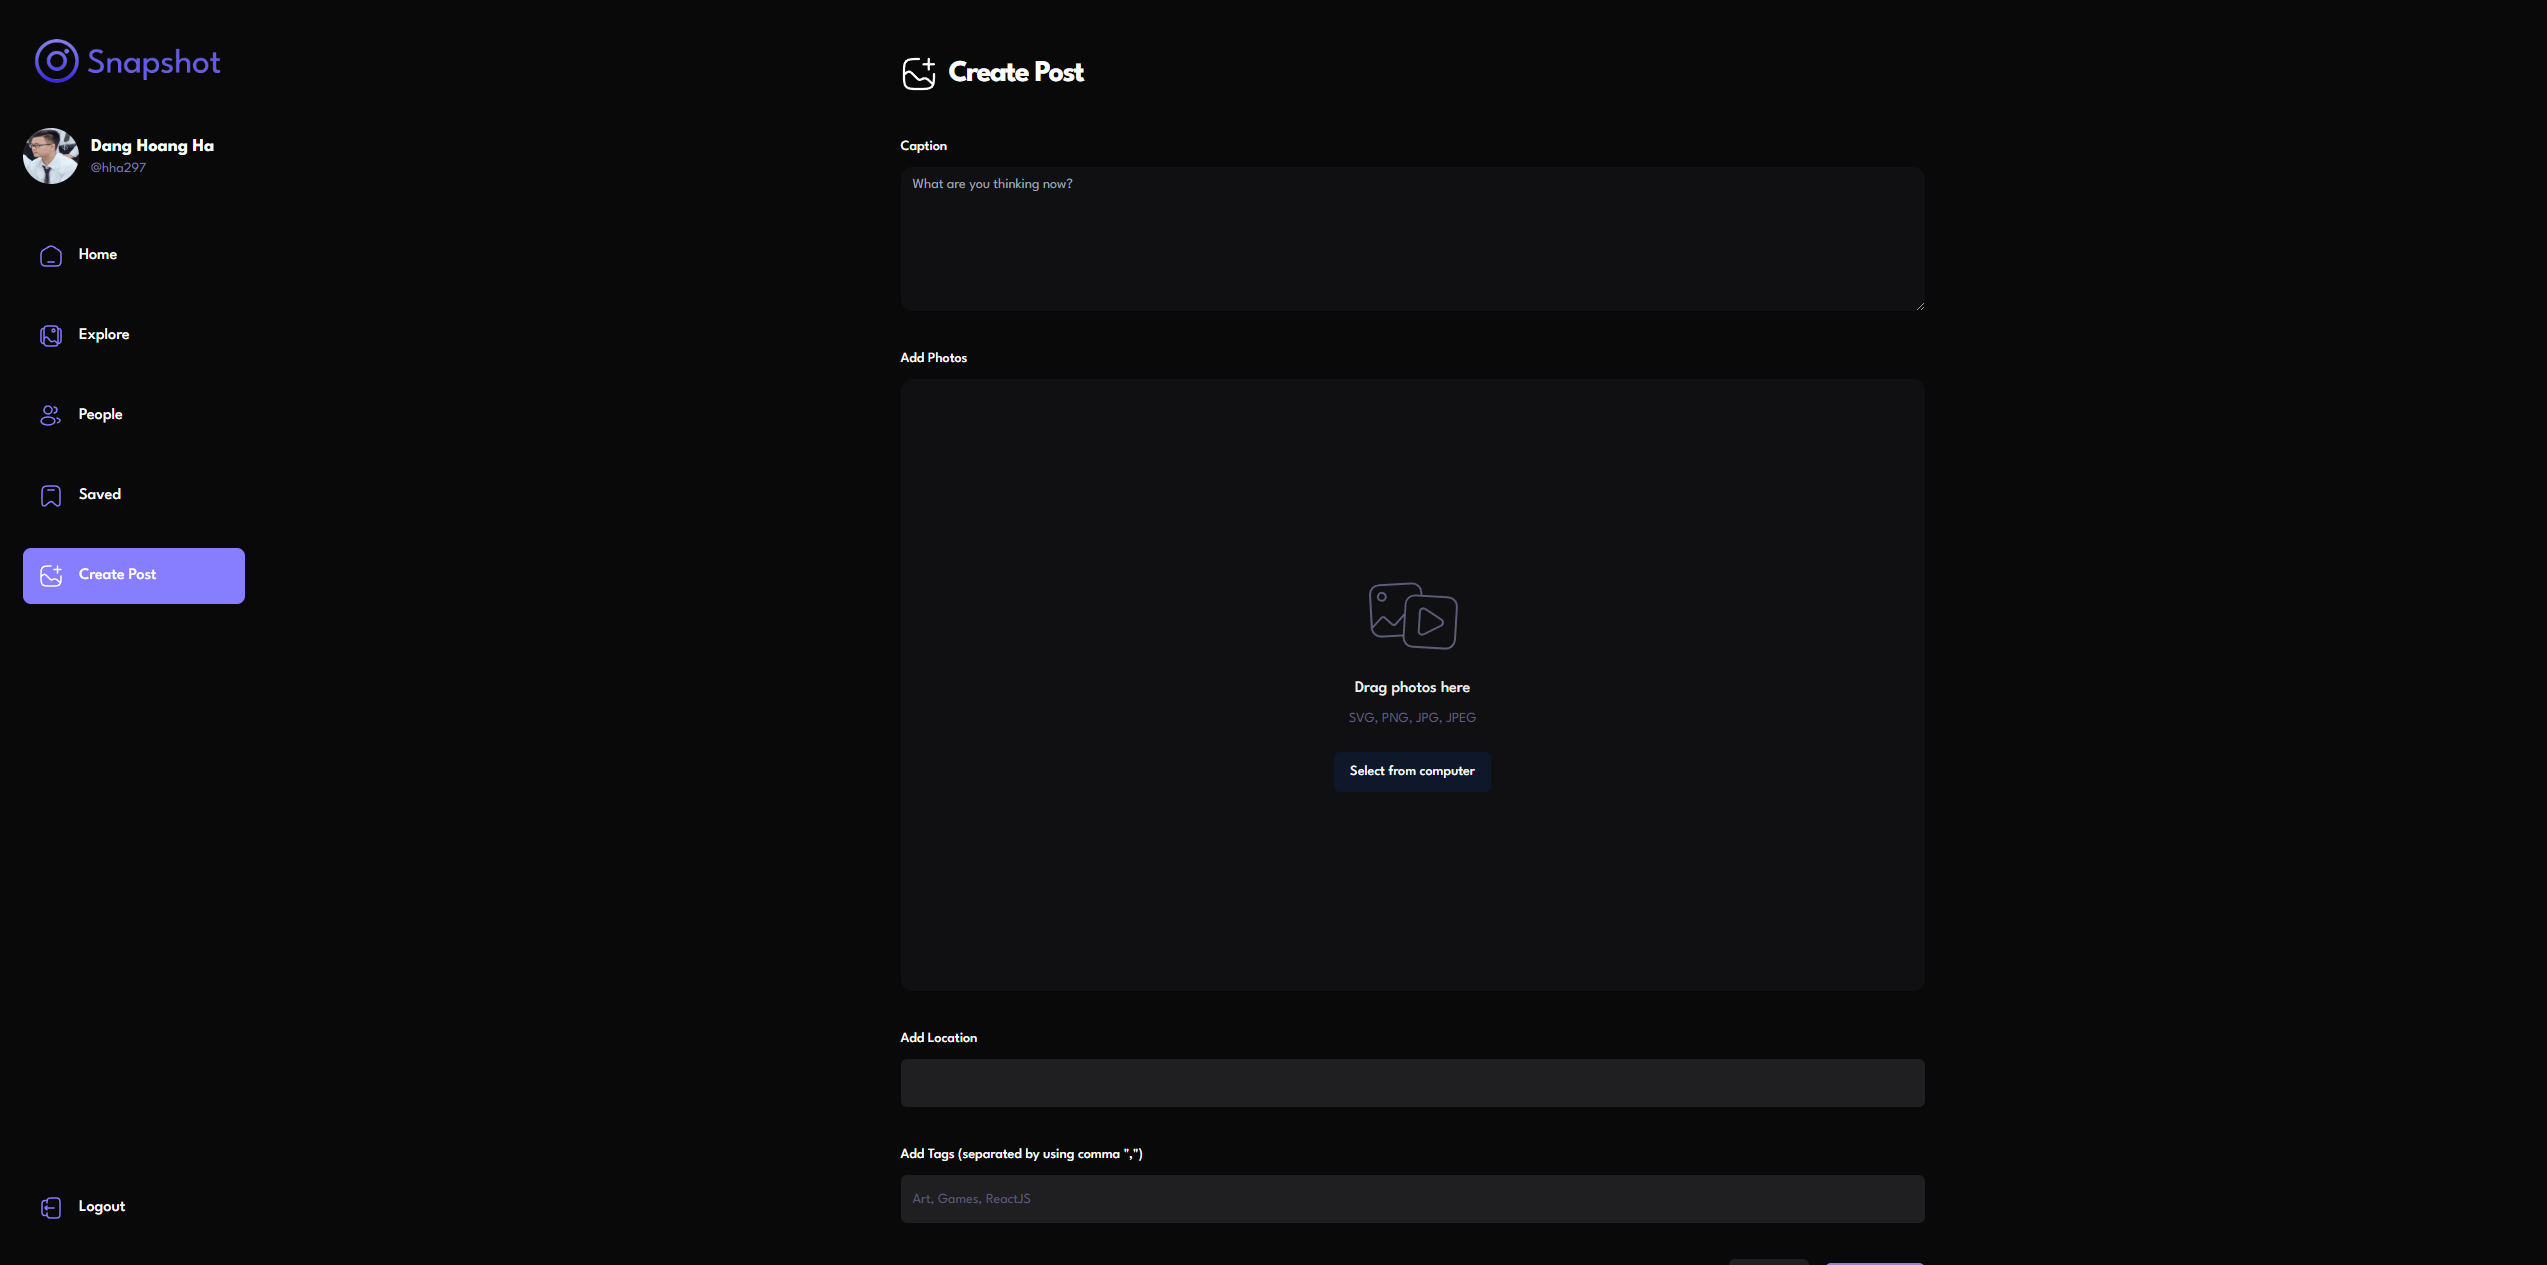 Snapshot
Dang Hoang Ha
@hha297
Home
Explore
People
Saved
Create Post
Logout
Create Post
Caption
What are you thinking now?
Add Photos
Drag photos here
SVG, PNG, JPG, JPEG
Select from computer
Add Location
Add Tags (separated by using comma ",")
Art, Games, ReactJS